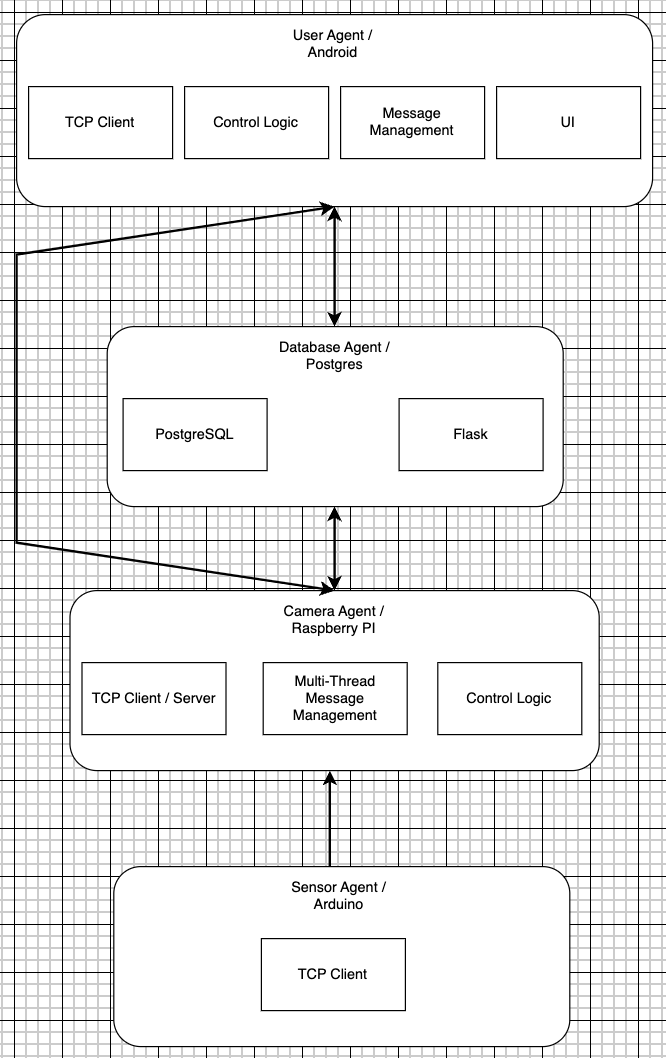 User Agent /
Android
TCP Client
Control Logic
Message
Management
UI
Database Agent /
Postgres
PostgreSQL
Flask
Camera Agent /
Raspberry PI
TCP Client / Server
Multi-Thread
Message
Management
Control Logic
Sensor Agent /
Arduino
TCP Client